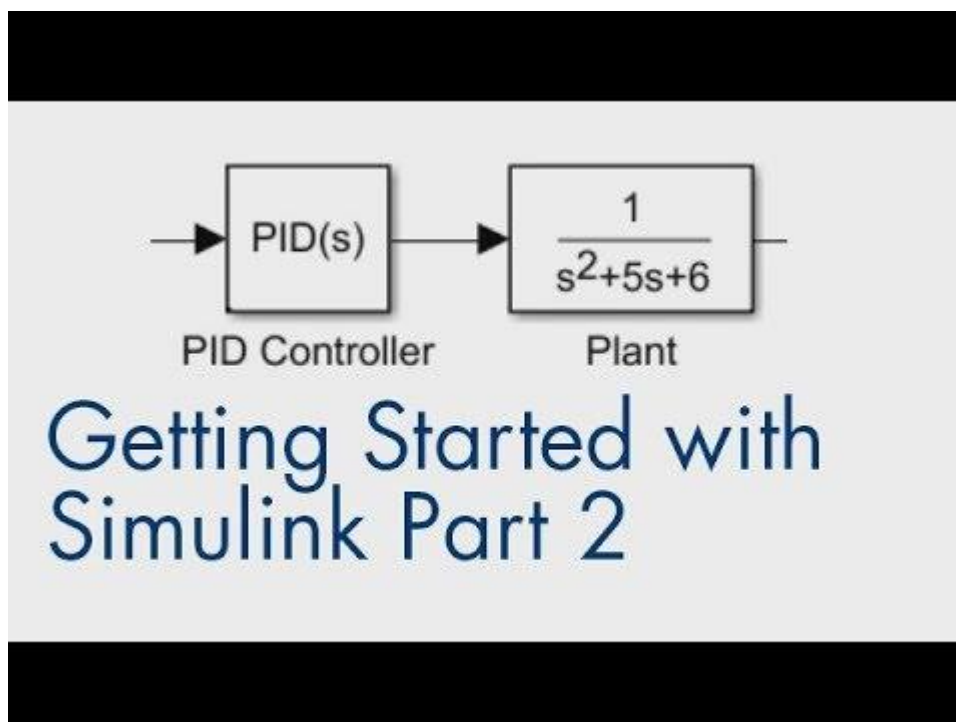 PID(s)
1
s²+5s+6
PID Controller
Plant
Getting Started with
Simulink Part 2